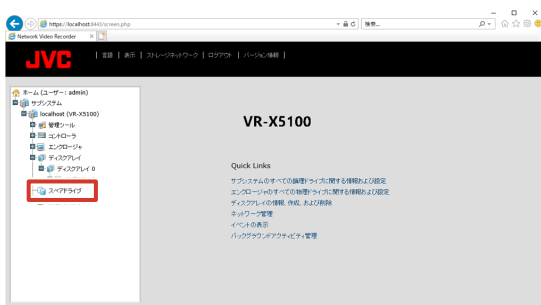 https://localhost:8443/screen.php
検索...
Network Video Recorder
JVC
| 言語 | 表示 | ストレージネットワーク | ログアウト | バージョン情報 |
ホーム (ユーザー: admin)
サブシステム
localhost (VR-X5100)
管理ツール
コントローラ
エンクロージャ
ディスクアレイ
ディスクアレイ 0
スペアドライブ
VR-X5100
Quick Links
サブシステムのすべての論理ドライブに関する情報および設定
エンクロージャのすべての物理ドライブに関する情報および設定
ディスクアレイの情報, 作成, および削除
ネットワーク管理
イベントの表示
バックグラウンドアクティビティ管理